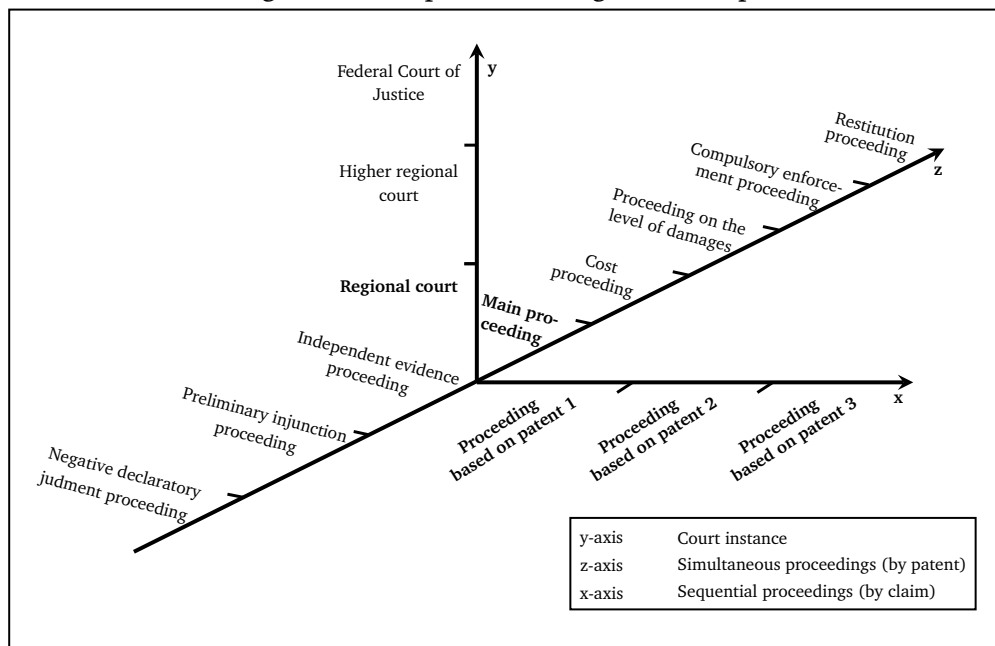 y
Federal Court of
Justice
Higher regional
court
Regional court
Restitution
proceeding
z
Compulsory enforce-
ment proceeding
Proceeding on the
level of damages
Cost
proceeding
Main pro-
ceeding
Independent evidence
proceeding
Preliminary injunction
proceeding
Negative declaratory
judgment proceeding
x
Proceeding
based on patent 1
Proceeding
based on patent 2
Proceeding
based on patent 3
y-axis Court instance
z-axis Simultaneous proceedings (by patent)
x-axis Sequential proceedings (by claim)